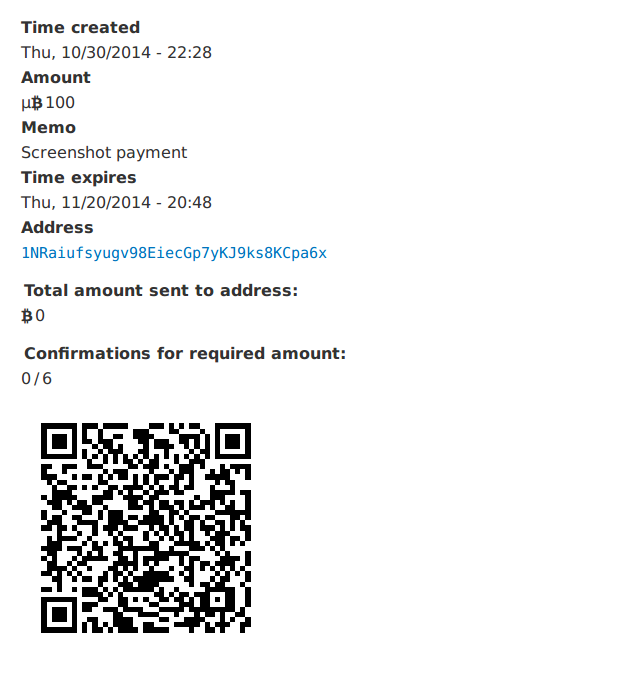 Time created
Thu, 10/30/2014 - 22:28
Amount
µ₿100
Memo
Screenshot payment
Time expires
Thu, 11/20/2014 - 20:48
Address
1NRaiufsyugv98EiecGp7yKJ9ks8KCpa6x
Total amount sent to address:
₿0
Confirmations for required amount:
0/6